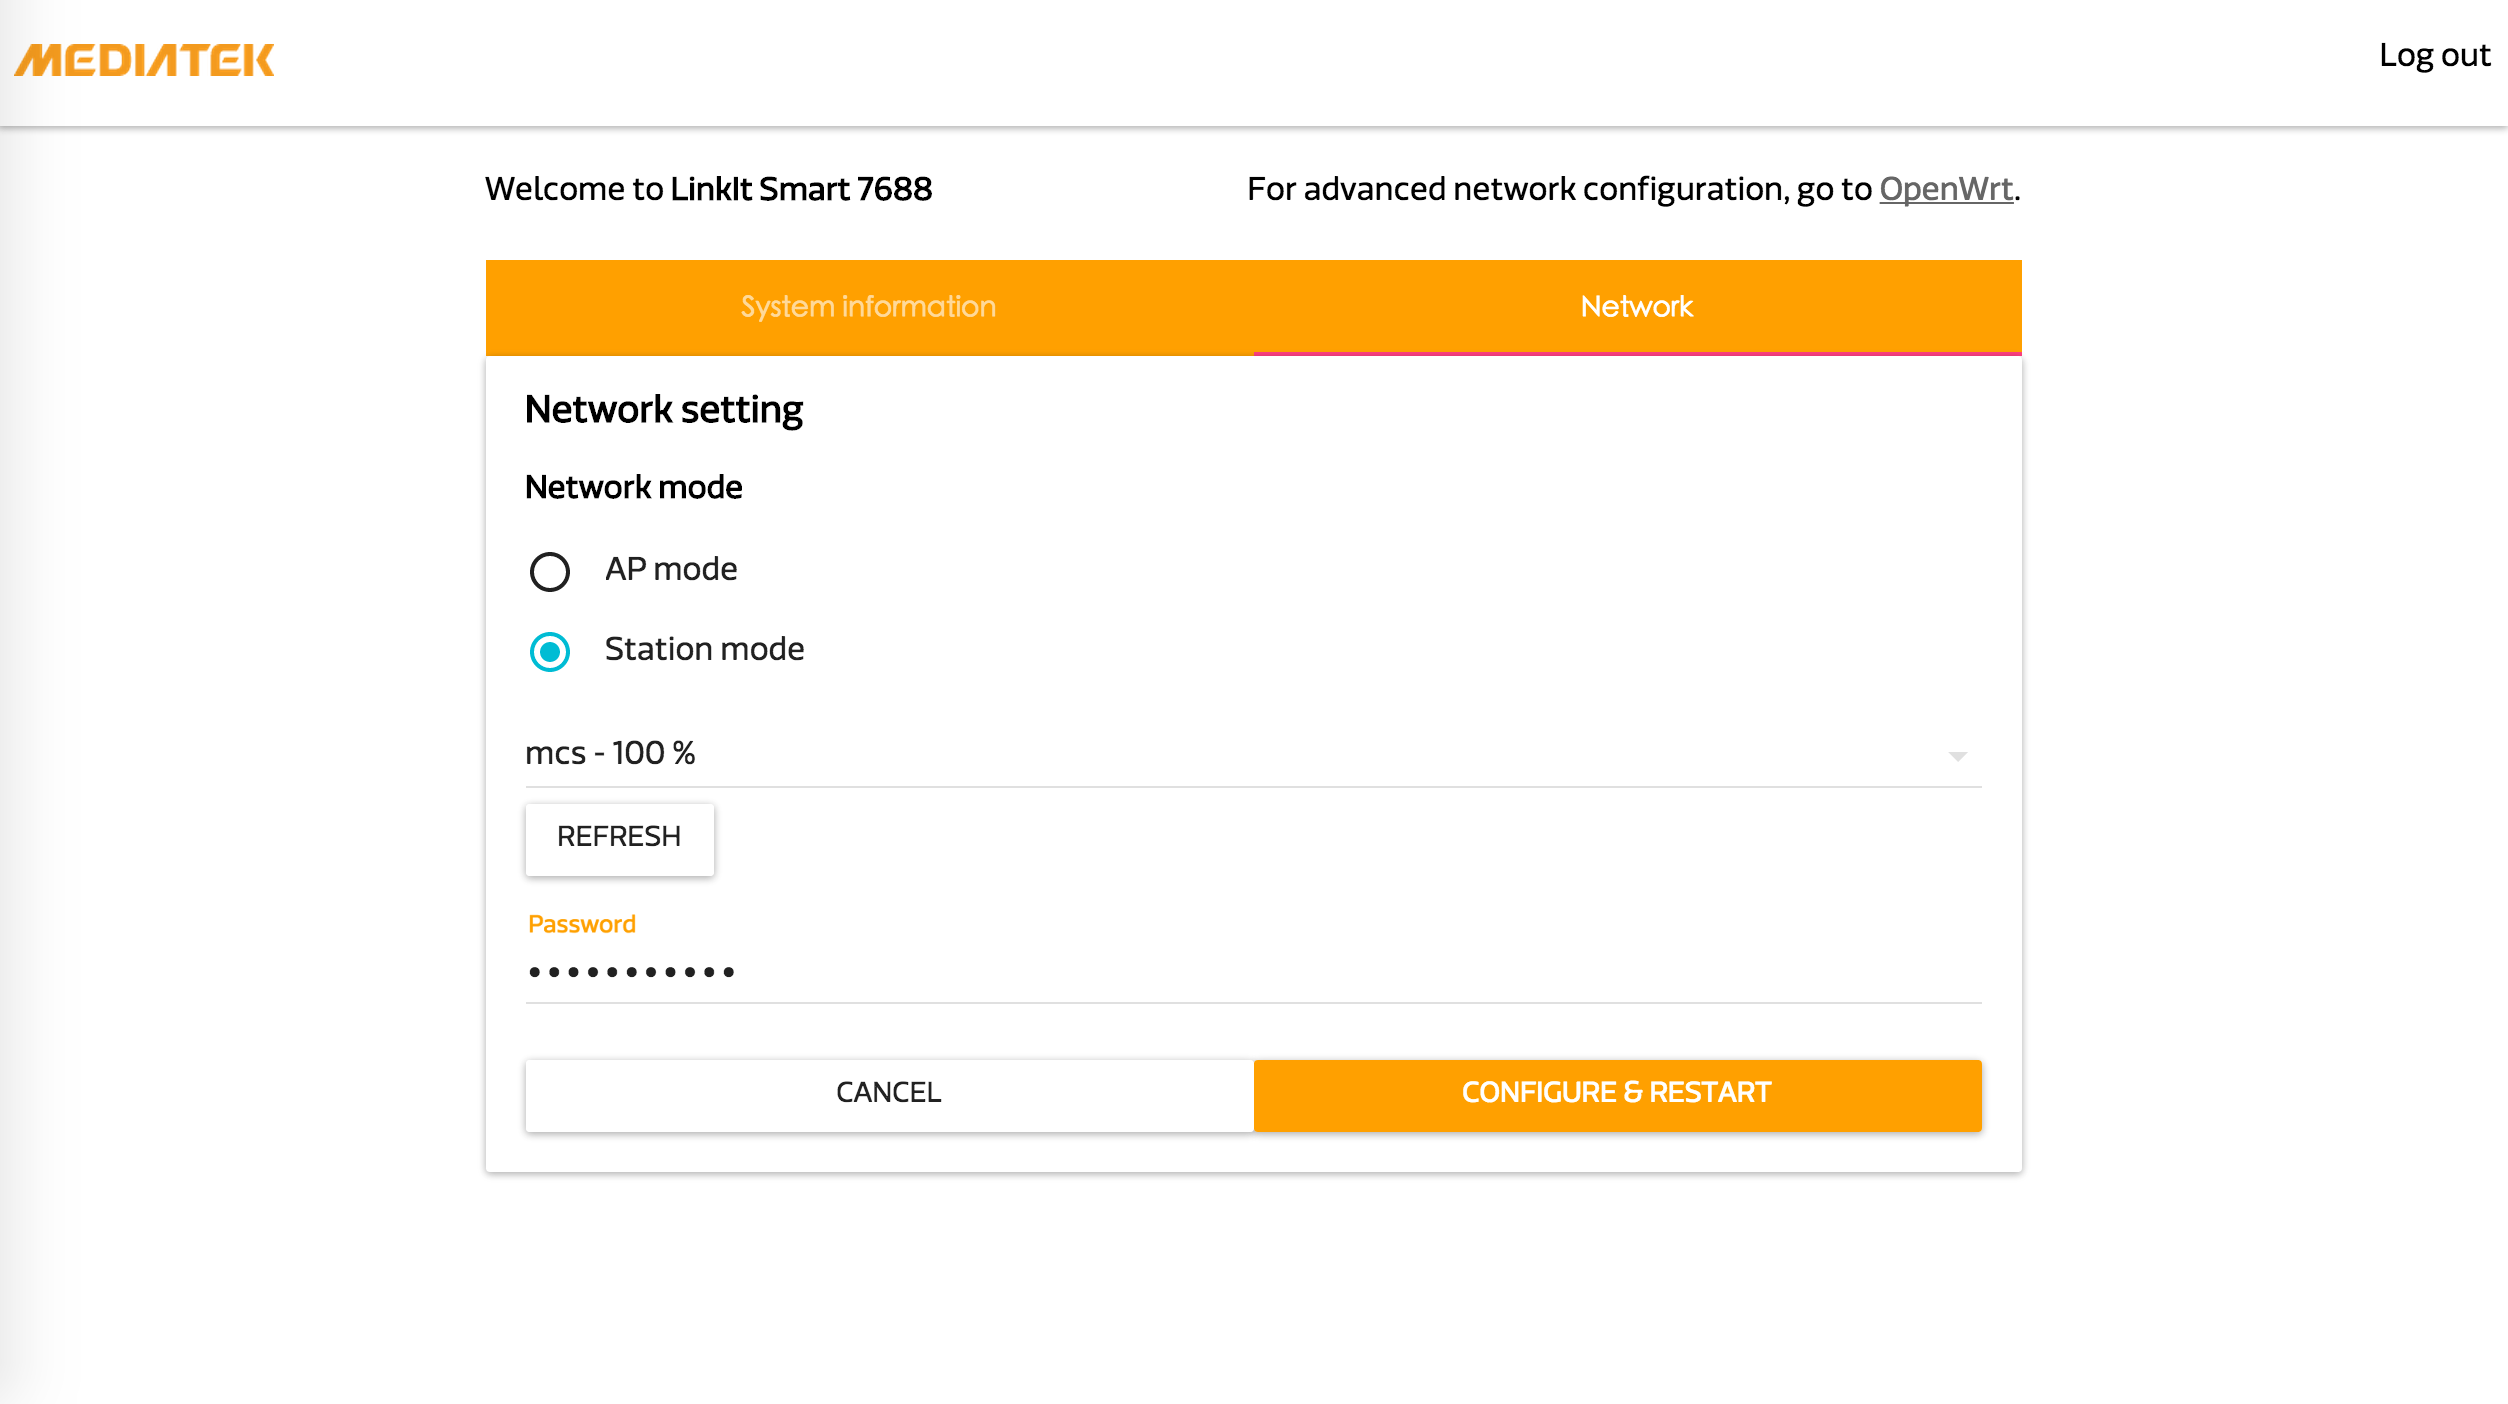 MEDIATEK
Log out
Welcome to LinkIt Smart 7688
For advanced network configuration, go to OpenWrt.
System information
Network
Network setting
Network mode
AP mode
Station mode
mcs - 100 %
REFRESH
Password
•••••••••••
CANCEL
CONFIGURE & RESTART